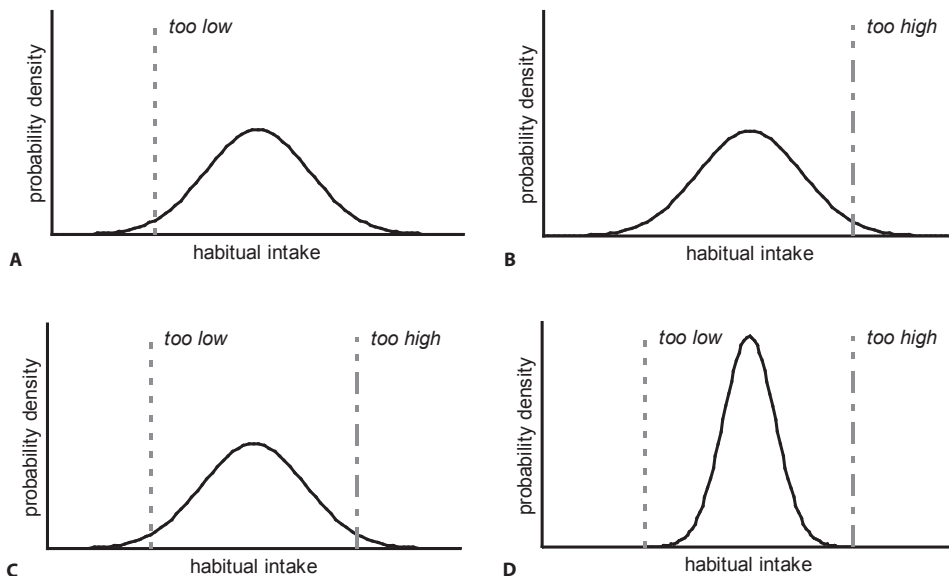 too low
probability density
habitual intake
A
too high
probability density
habitual intake
B
too low
too high
probability density
habitual intake
C
too low
too high
probability density
habitual intake
D